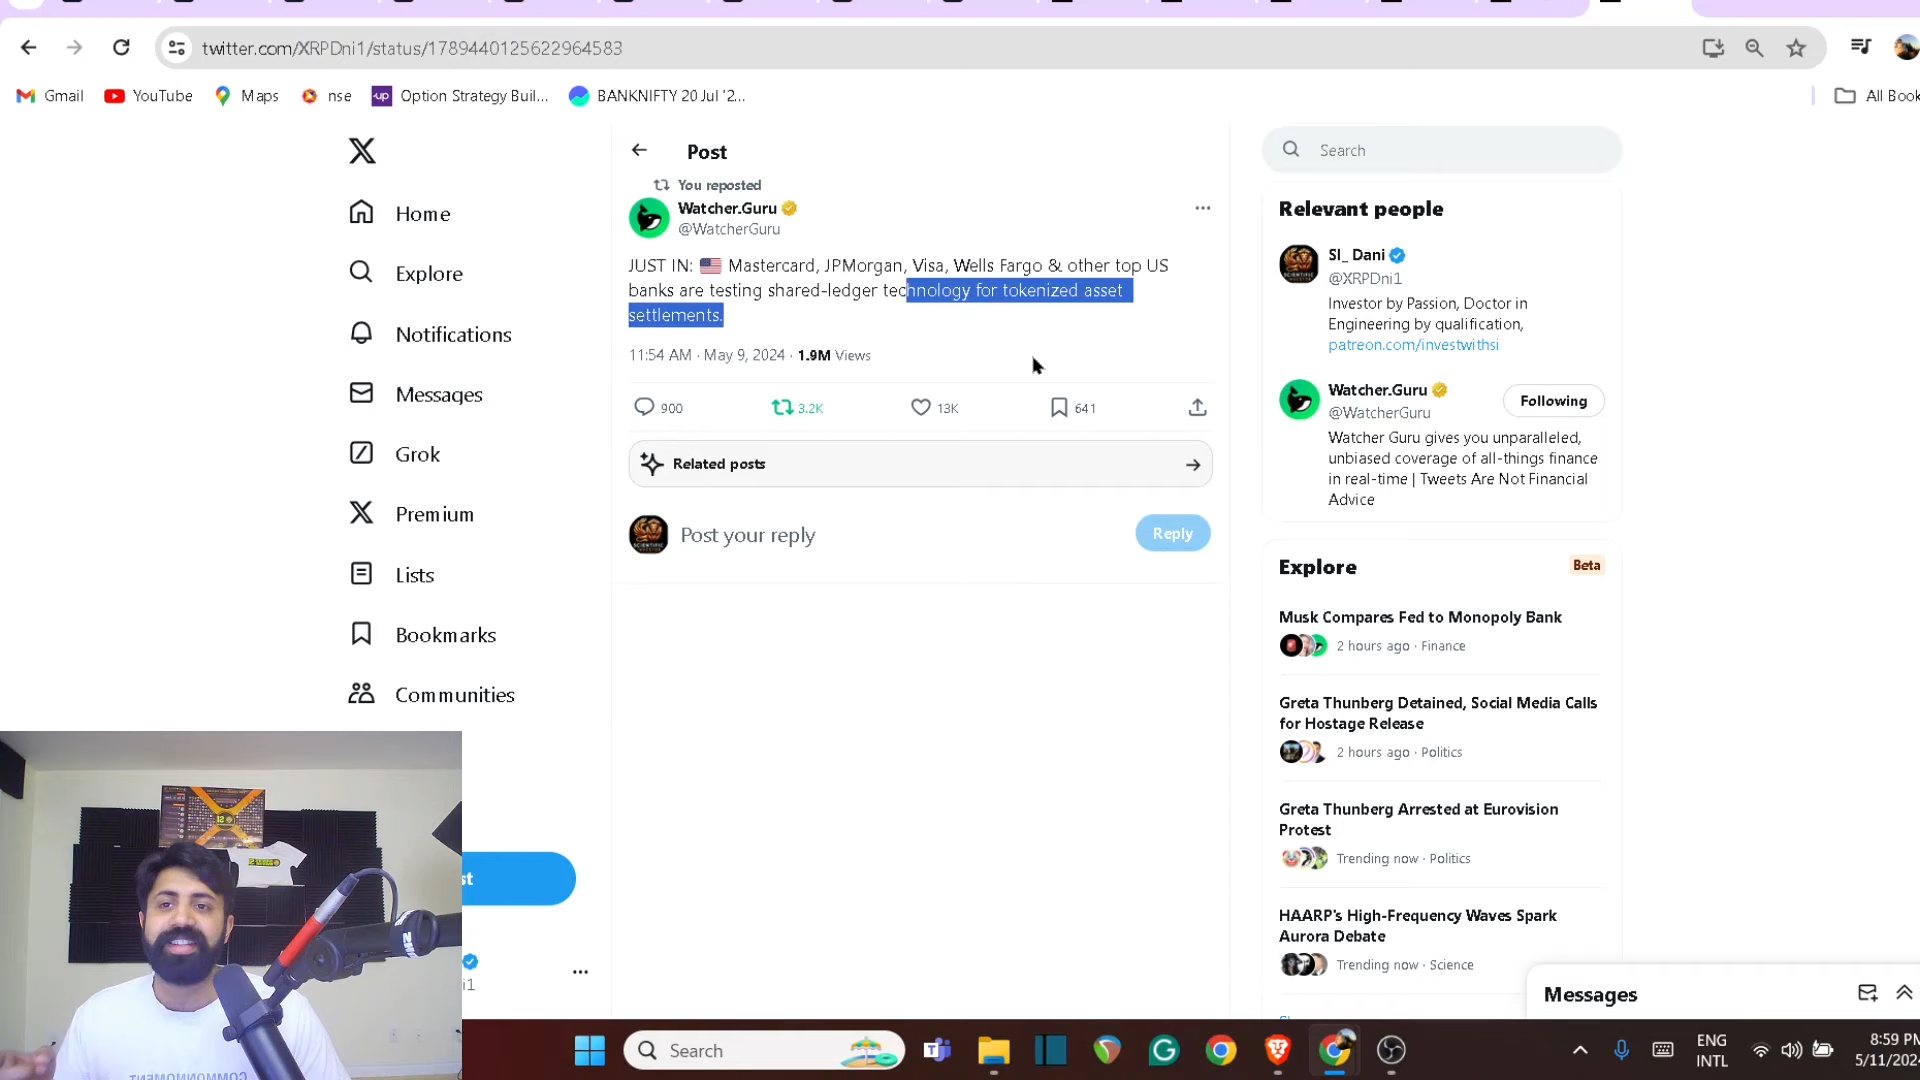 twitter.com/XRPDni1/status/1789440125622964583
Gmail
YouTube
Maps
nse
up
Option Strategy Buil...
BANKNIFTY 20 Jul '2...
All Book
Home
Explore
Notifications
Messages
Grok
Premium
Lists
Bookmarks
Communities
st
i1
Post
You reposted
Watcher.Guru
@WatcherGuru
JUST IN: 🇺🇸 Mastercard, JPMorgan, Visa, Wells Fargo & other top US
banks are testing shared-ledger technology for tokenized asset
settlements.
11:54 AM · May 9, 2024 · 1.9M Views
900
3.2K
13K
641
Related posts
Post your reply
Reply
Search
Relevant people
SI_ Dani
@XRPDni1
Investor by Passion, Doctor in
Engineering by qualification,
patreon.com/investwithsi
Watcher.Guru
@WatcherGuru
Following
Watcher Guru gives you unparalleled,
unbiased coverage of all-things finance
in real-time | Tweets Are Not Financial
Advice
Explore
Beta
Musk Compares Fed to Monopoly Bank
2 hours ago · Finance
Greta Thunberg Detained, Social Media Calls
for Hostage Release
2 hours ago · Politics
Greta Thunberg Arrested at Eurovision
Protest
Trending now · Politics
HAARP's High-Frequency Waves Spark
Aurora Debate
Trending now · Science
Messages
Search
ENG
INTL
8:59 PM
5/11/2024